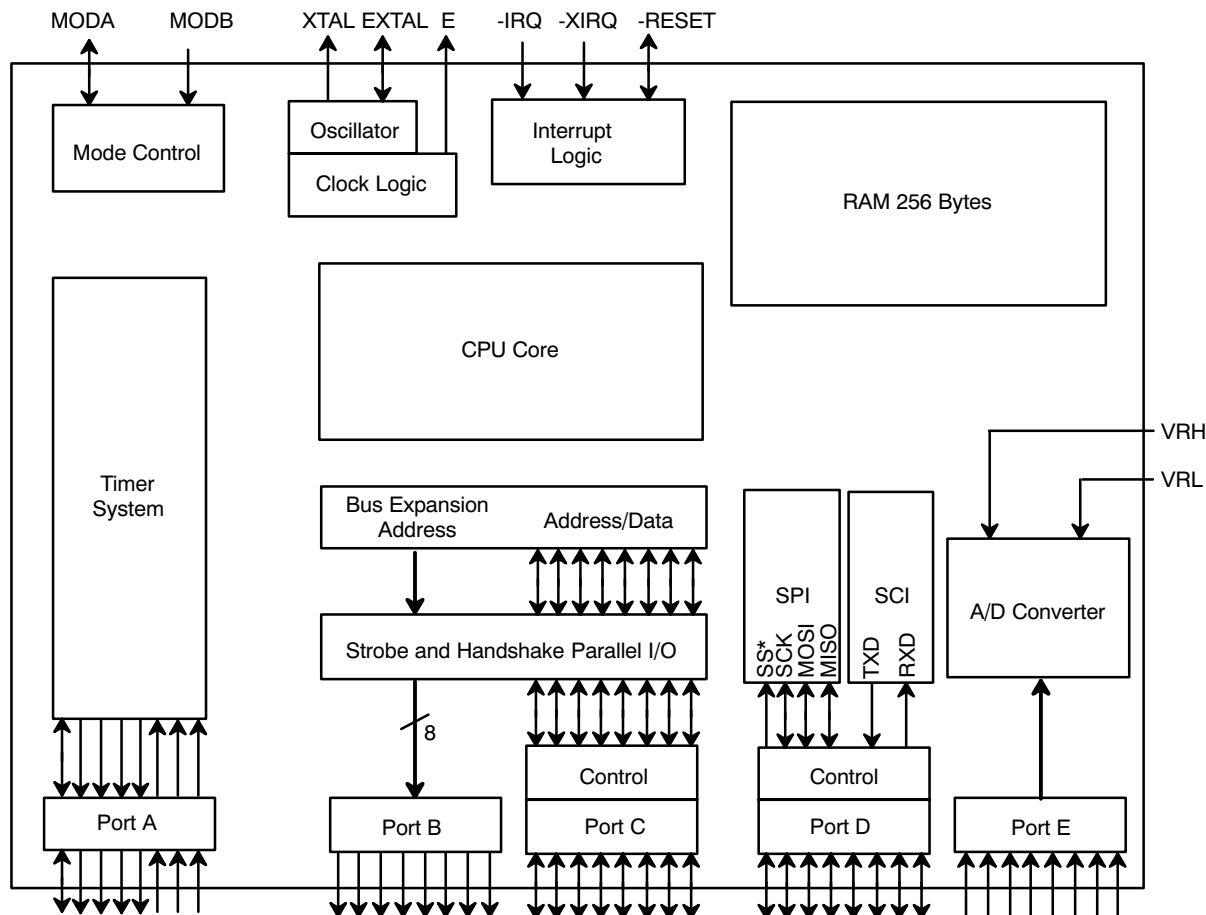 MODA MODB XTAL EXTAL E -IRQ -XIRQ -RESET
Oscillator
Mode Control
Clock Logic
Interrupt
Logic
RAM 256 Bytes
CPU Core
VRH
VRL
Timer
System
Bus Expansion
Address
Address/Data
SPI
SCI
A/D Converter
SS*
SCK
MOSI
MISO
TXD
RXD
Strobe and Handshake Parallel I/O
8
Control
Control
Port A
Port B
Port C
Port D
Port E